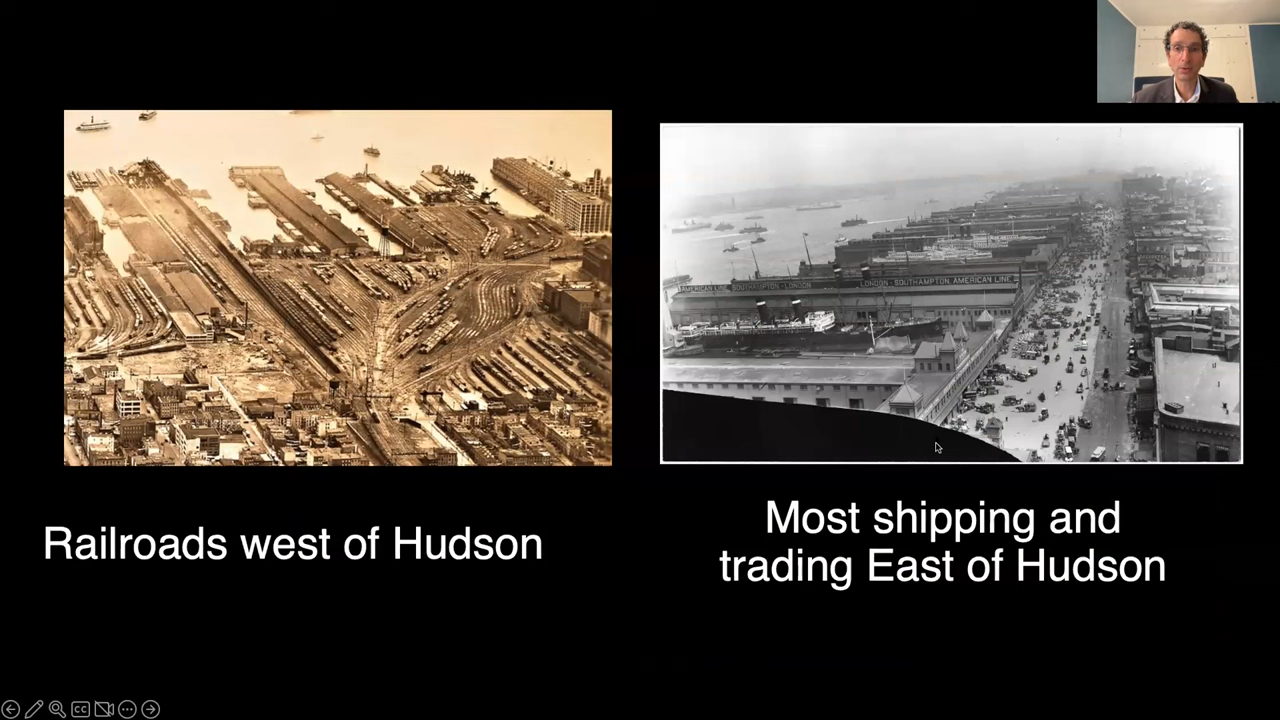 AMERICAN LINE
SOUTHAMPTON-LONDON
LONDON-SOUTHAMPTON
AMERICAN LINE
Railroads west of Hudson
Most shipping and
trading East of Hudson
CC